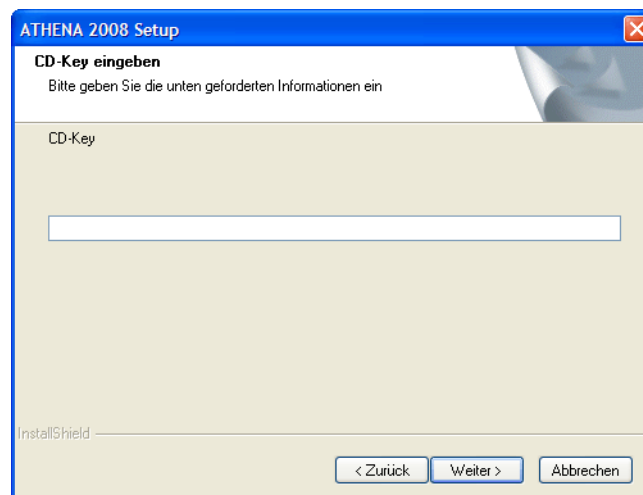 ATHENA 2008 Setup
CD-Key eingeben
Bitte geben Sie die unten geforderten Informationen ein
CD-Key
InstallShield
< Zurück Weiter > Abbrechen